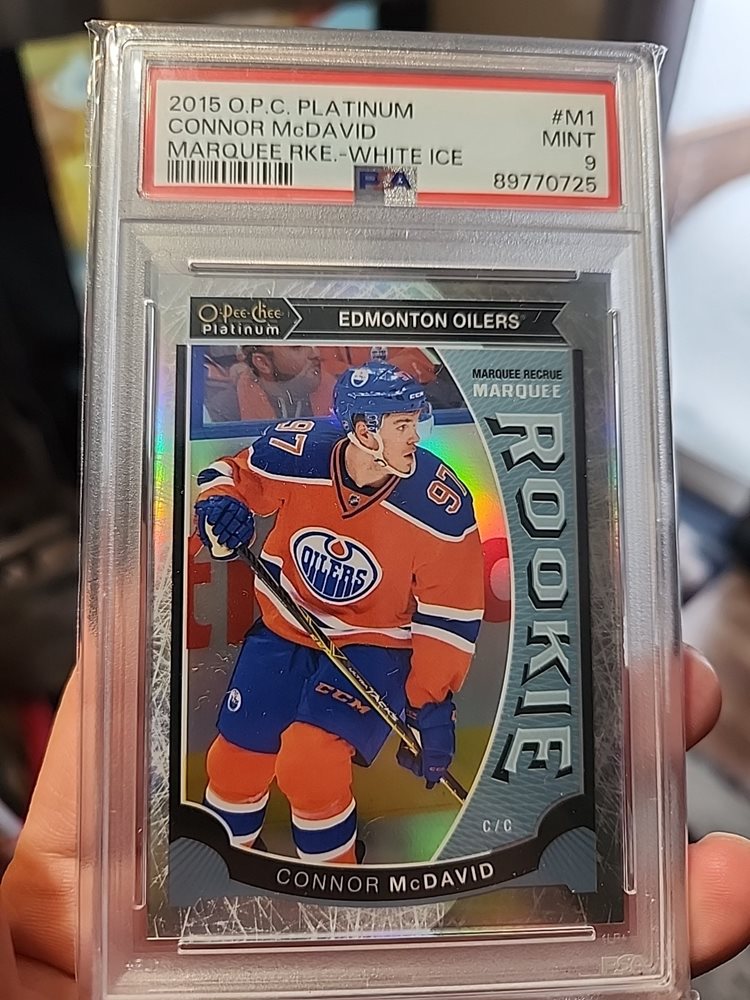 2015 O.P.C. PLATINUM #M1
CONNOR McDAVID MINT
MARQUEE RKE.-WHITE ICE 9
PSA 89770725
O-Pee-Chee
Platinum
EDMONTON OILERS
MARQUEE RECRUE
MARQUEE
ROOKIE
97
97
OILERS
CCM
C/C
CONNOR McDAVID